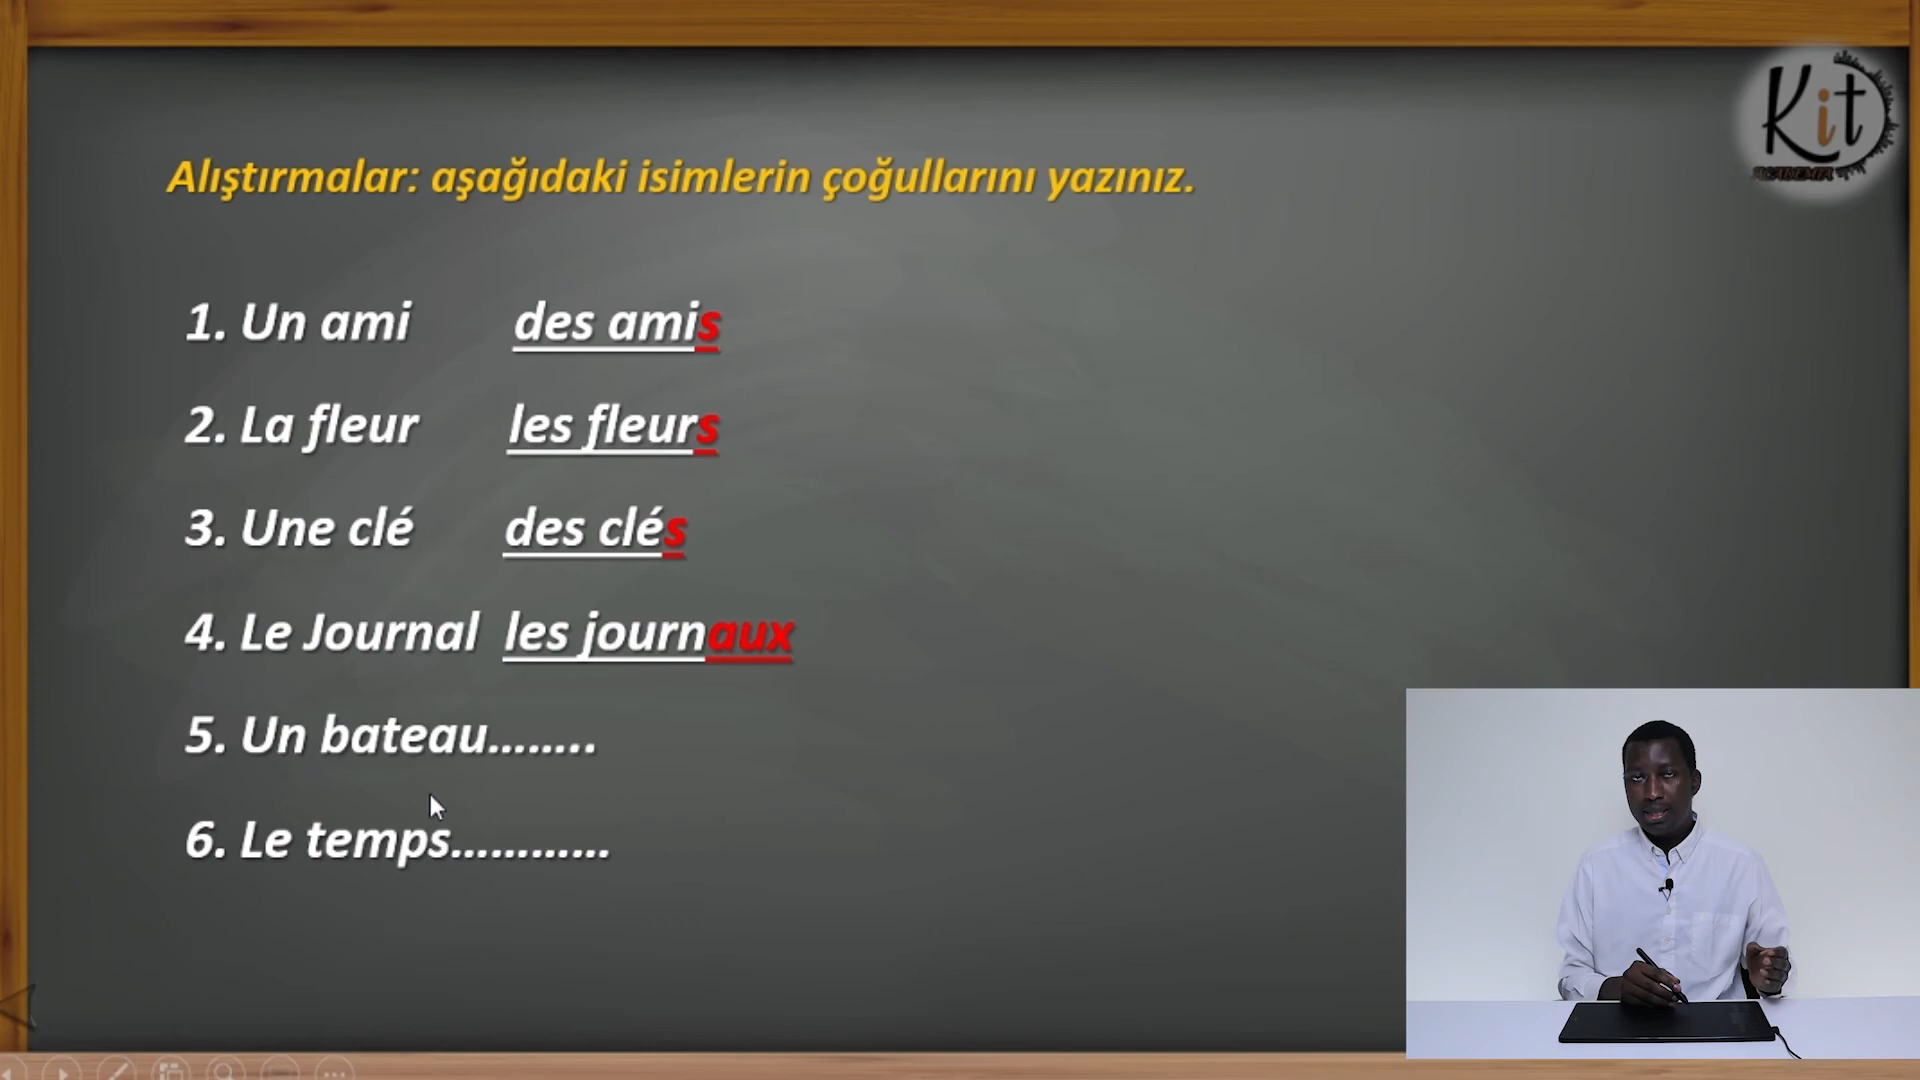 Kit
ACADEMIA
Alıştırmalar: aşağıdaki isimlerin çoğullarını yazınız.
1. Un ami des amis
2. La fleur les fleurs
3. Une clé des clés
4. Le Journal les journaux
5. Un bateau........
6. Le temps............